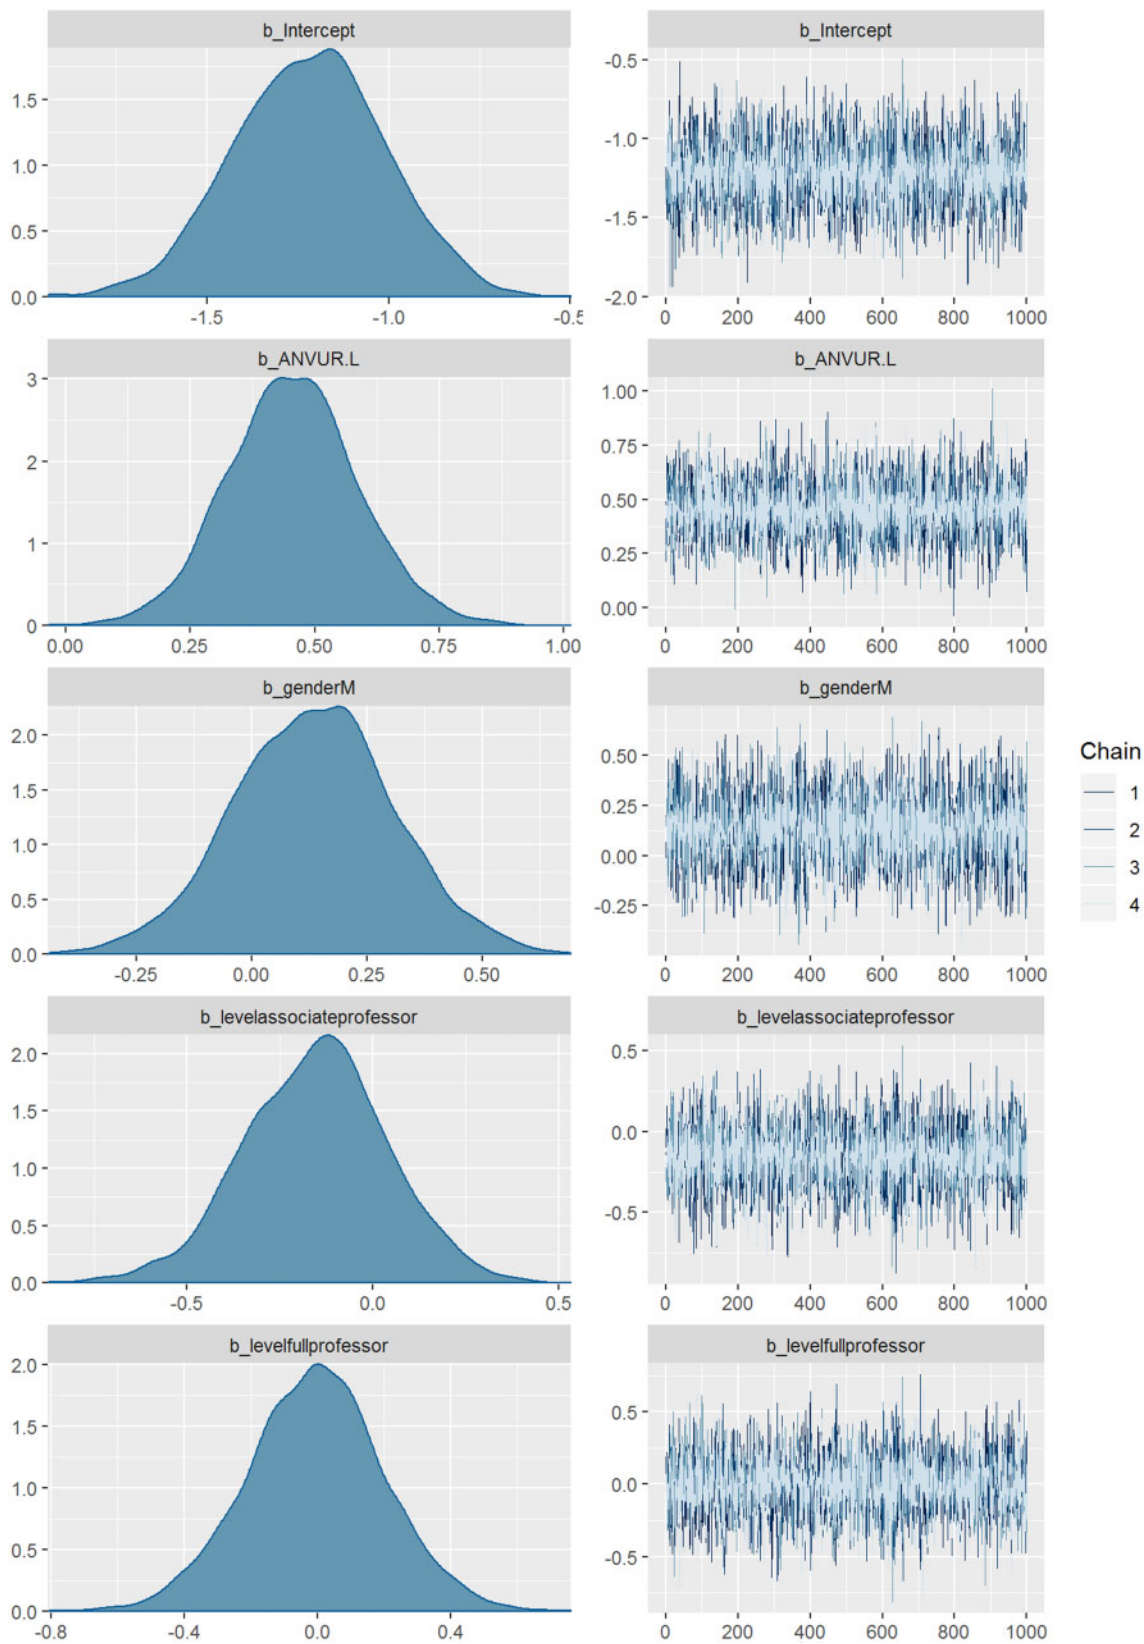 b_Intercept
1.5
1.0
0.5
0.0
-1.5 -1.0 -0.5
b_Intercept
-0.5
-1.0
-1.5
-2.0
0 200 400 600 800 1000
b_ANVUR.L
3
2
1
0
0.00 0.25 0.50 0.75 1.00
b_ANVUR.L
1.00
0.75
0.50
0.25
0.00
0 200 400 600 800 1000
b_genderM
2.0
1.5
1.0
0.5
0.0
-0.25 0.00 0.25 0.50
b_genderM
0.50
0.25
0.00
-0.25
0 200 400 600 800 1000
b_levelassociateprofessor
2.0
1.5
1.0
0.5
0.0
-0.5 0.0 0.5
b_levelassociateprofessor
0.5
0.0
-0.5
0 200 400 600 800 1000
b_levelfullprofessor
2.0
1.5
1.0
0.5
0.0
-0.8 -0.4 0.0 0.4
b_levelfullprofessor
0.5
0.0
-0.5
0 200 400 600 800 1000
Chain
1
2
3
4